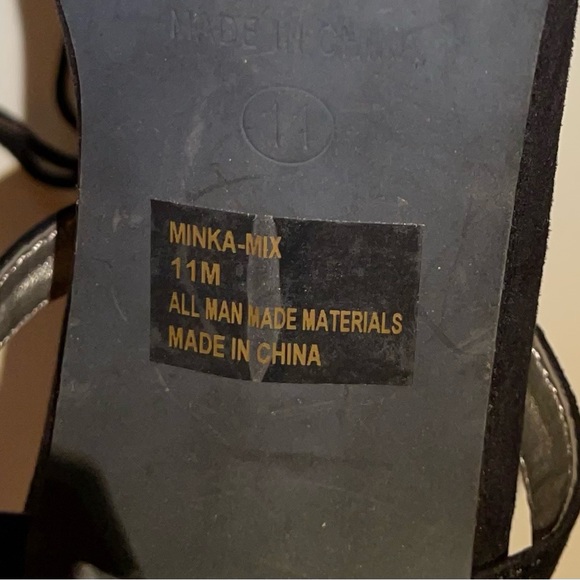 MADE IN CHINA
11
MINKA-MIX
11M
ALL MAN MADE MATERIALS
MADE IN CHINA